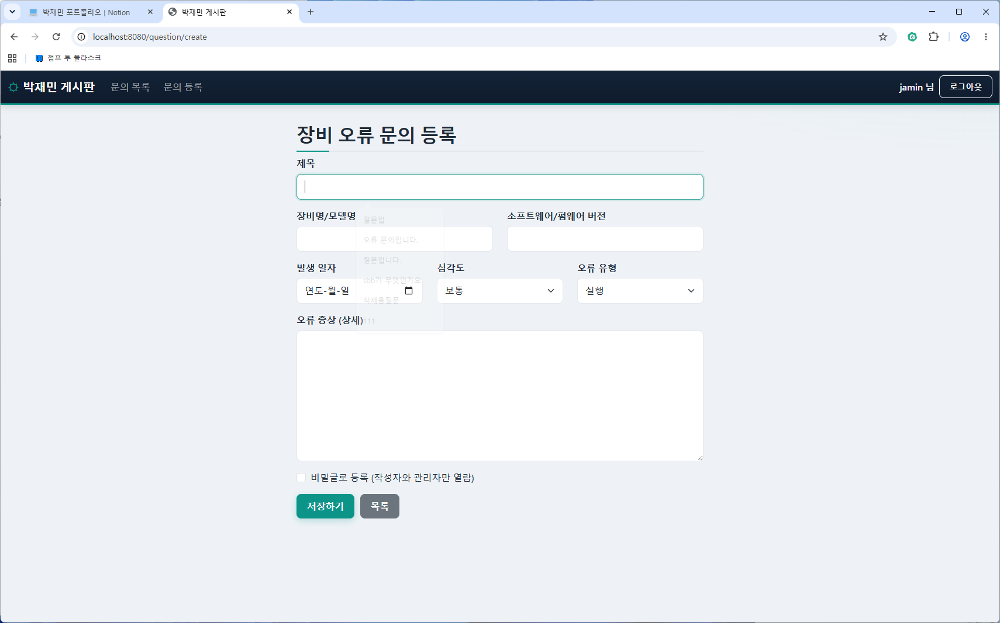 박재민 포트폴리오 | Notion
박재민 게시판
localhost:8080/question/create
점프 투 플라스크
박재민 게시판 문의 목록 문의 등록 jamin 님 로그아웃
장비 오류 문의 등록
제목
장비명/모델명 소프트웨어/펌웨어 버전
질문입
오류 문의입니다.
질문입니다.
발생 일자 심각도 오류 유형
sbb가 무엇인가요
연도-월-일 보통 실행
삭제용질문
오류 증상 (상세)
111
비밀글로 등록 (작성자와 관리자만 열람)
저장하기 목록